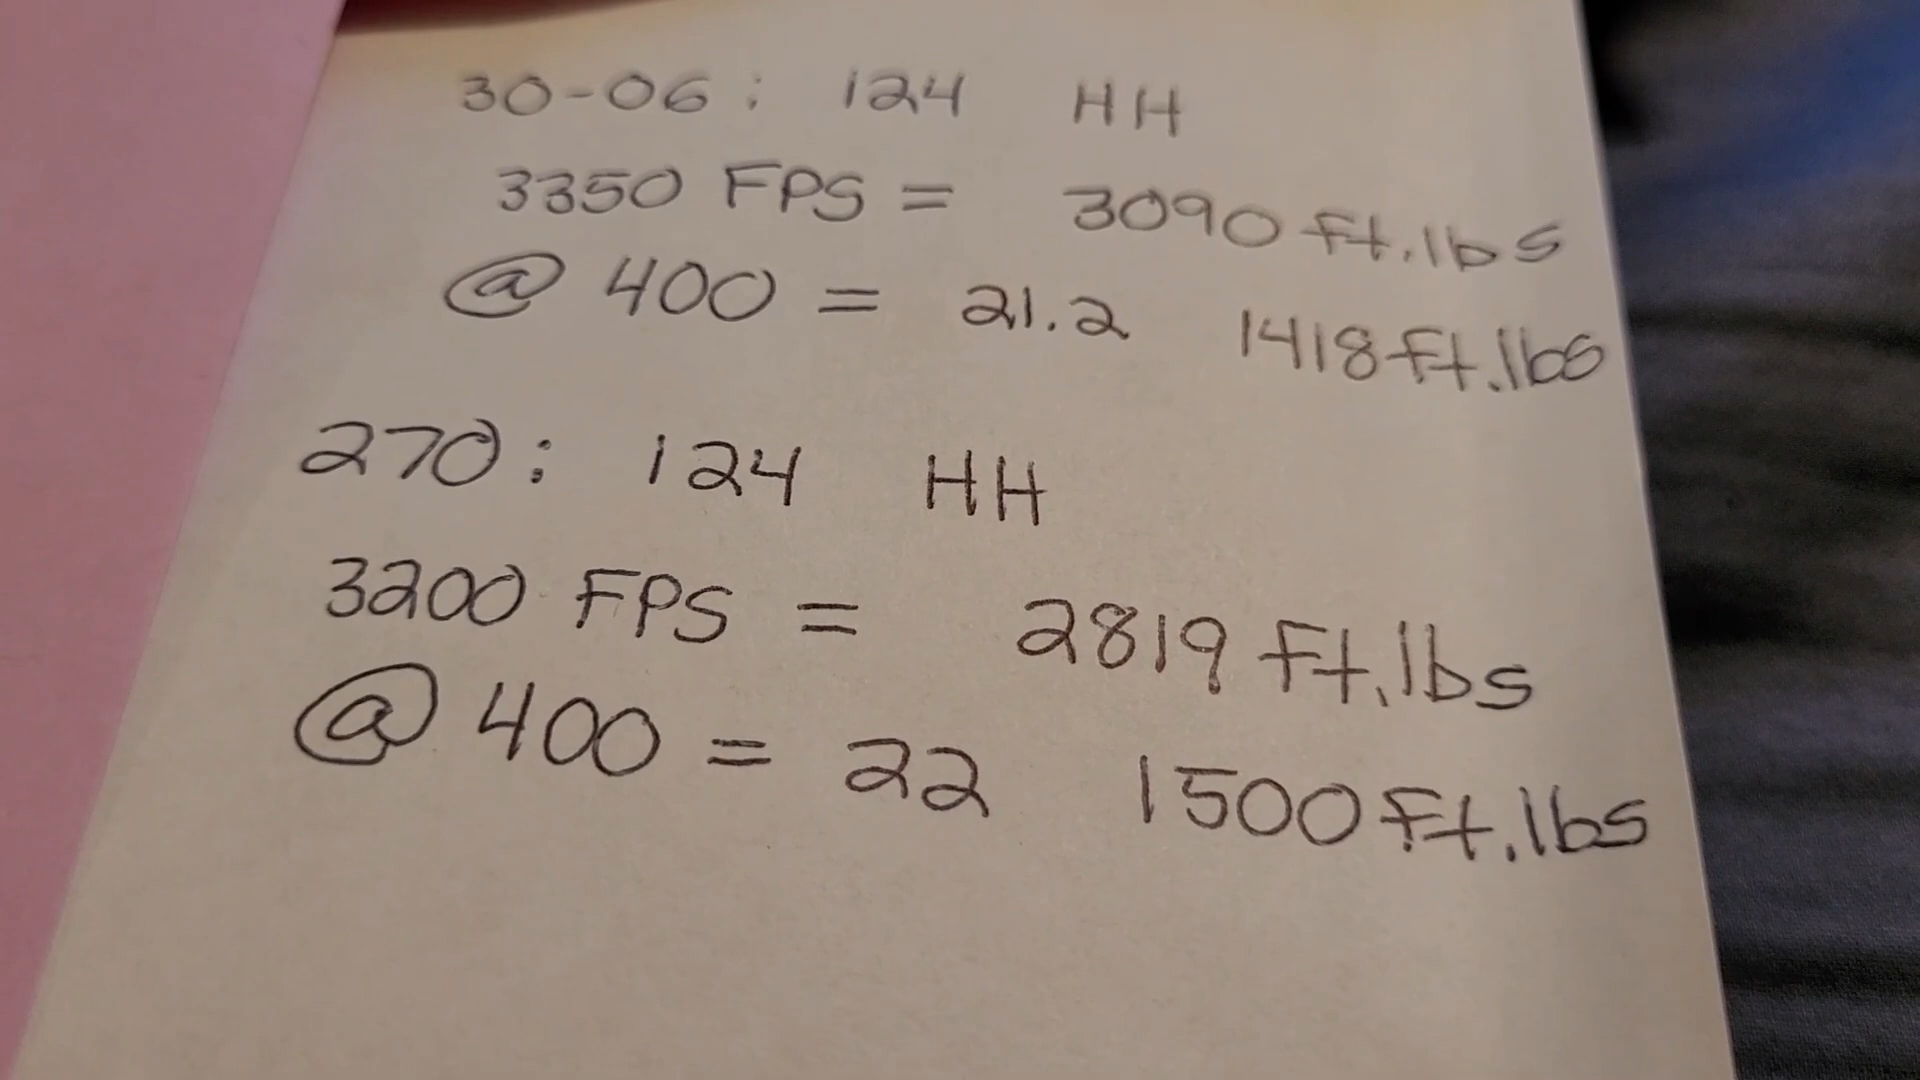 30-06: 124 HH
3350 FPS = 3090 ft.lbs
@ 400 = 21.2 1418 ft.lbs
270: 124 HH
3200 FPS = 2819 ft.lbs
@ 400 = 22 1500 ft.lbs